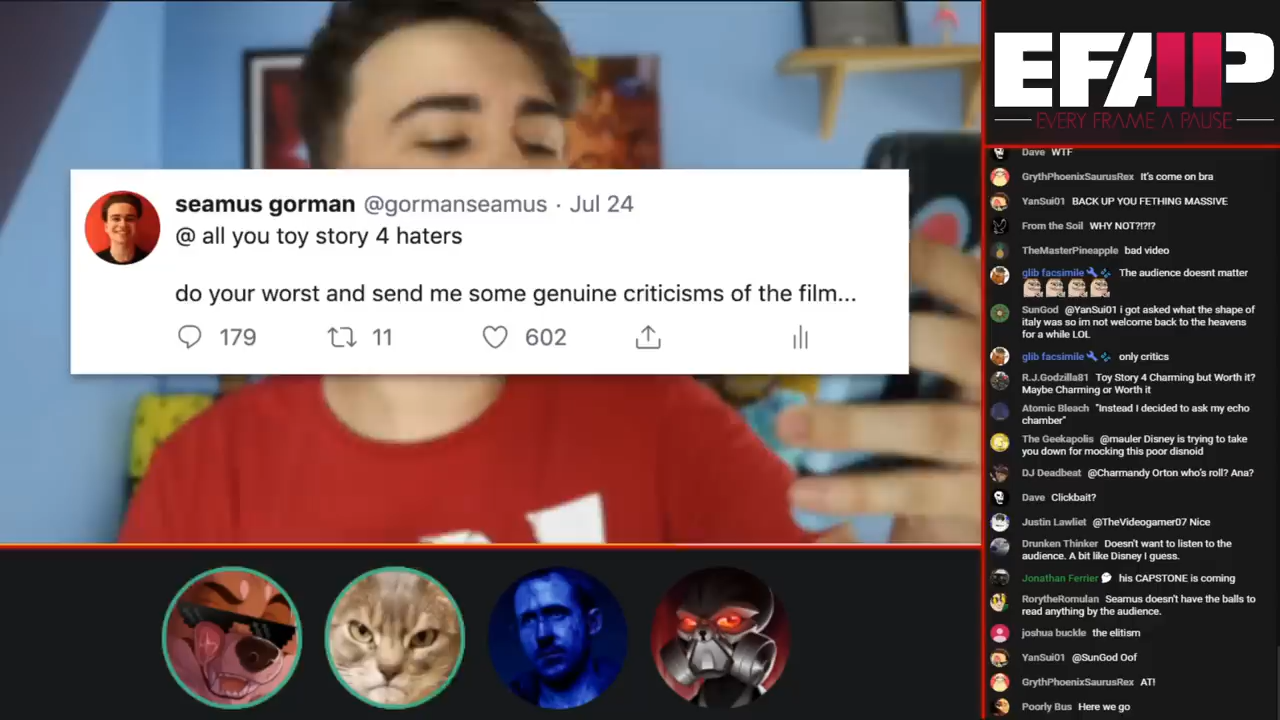 seamus gorman @gormanseamus · Jul 24
@ all you toy story 4 haters
do your worst and send me some genuine criticisms of the film...
179 11 602
EFAP
EVERY FRAME A PAUSE
Dave WTF
GrythPhoenixSaurusRex It's come on bra
YanSui01 BACK UP YOU FETHING MASSIVE
From the Soil WHY NOT?!?!?
TheMasterPineapple bad video
glib facsimile The audience doesnt matter
SunGod @YanSui01 i got asked what the shape of
italy was so im not welcome back to the heavens
for a while LOL
glib facsimile only critics
R.J.Godzilla81 Toy Story 4 Charming but Worth it?
Maybe Charming or Worth it
Atomic Bleach "Instead I decided to ask my echo
chamber"
The Geekapolis @mauler Disney is trying to take
you down for mocking this poor disnoid
DJ Deadbeat @Charmandy Orton who's roll? Ana?
Dave Clickbait?
Justin Lawliet @TheVideogamer07 Nice
Drunken Thinker Doesn't want to listen to the
audience. A bit like Disney I guess.
Jonathan Ferrier his CAPSTONE is coming
RorytheRomulan Seamus doesn't have the balls to
read anything by the audience.
joshua buckle the elitism
YanSui01 @SunGod Oof
GrythPhoenixSaurusRex AT!
Poorly Bus Here we go